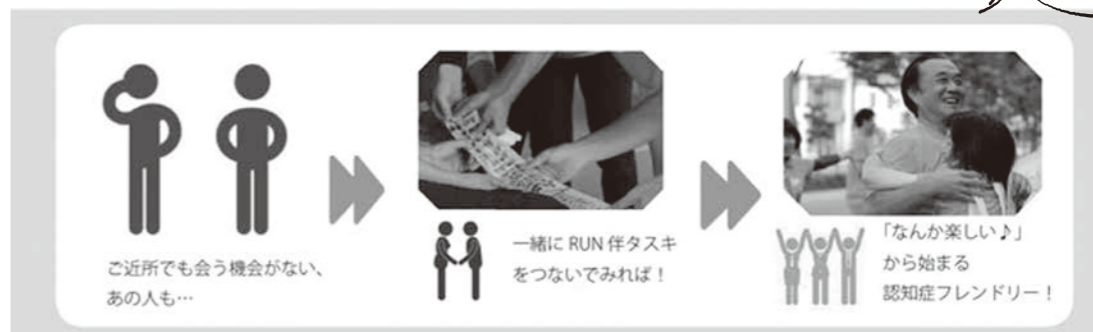 ご近所でも会う機会がない、
あの人も…
一緒に RUN 伴タスキ
をつないでみれば！
「なんか楽しい♪」
から始まる
認知症フレンドリー！